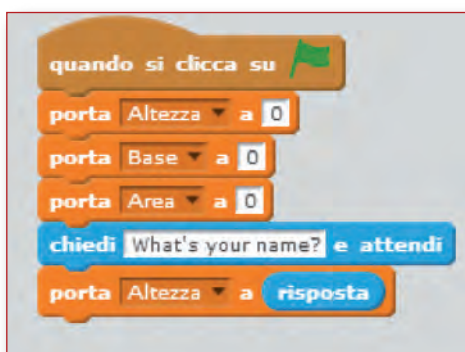 quando si clicca su
porta Altezza a 0
porta Base a 0
porta Area a 0
chiedi What's your name? e attendi
porta Altezza a risposta